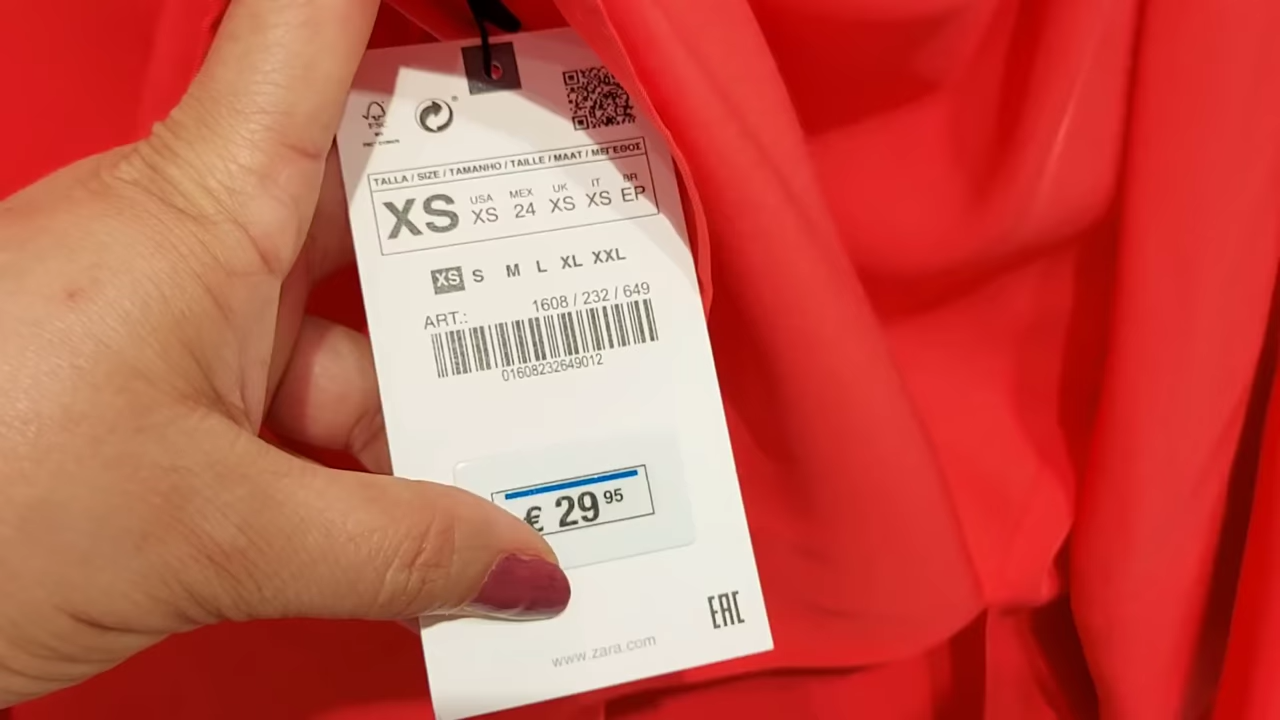 FSC
TALLA / SIZE / TAMANHO / TAILLE / MAAT / ΜΕΓΕΘΟΣ
XS USA XS MEX 24 UK XS IT XS BR EP
XS S M L XL XXL
ART.: 1608 / 232 / 649
01608232649012
€ 29 95
EAC
www.zara.com